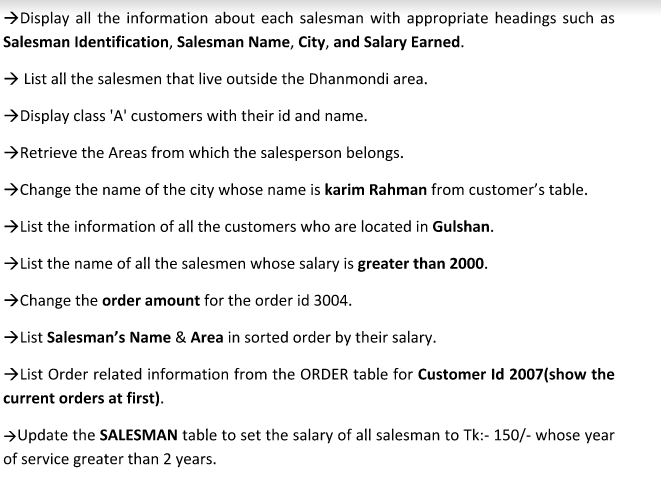 →Display all the information about each salesman with appropriate headings such as
Salesman Identification, Salesman Name, City, and Salary Earned.
→ List all the salesmen that live outside the Dhanmondi area.
→Display class 'A' customers with their id and name.
→Retrieve the Areas from which the salesperson belongs.
→Change the name of the city whose name is karim Rahman from customer’s table.
→List the information of all the customers who are located in Gulshan.
→List the name of all the salesmen whose salary is greater than 2000.
→Change the order amount for the order id 3004.
→List Salesman’s Name & Area in sorted order by their salary.
→List Order related information from the ORDER table for Customer Id 2007(show the
current orders at first).
→Update the SALESMAN table to set the salary of all salesman to Tk:- 150/- whose year
of service greater than 2 years.